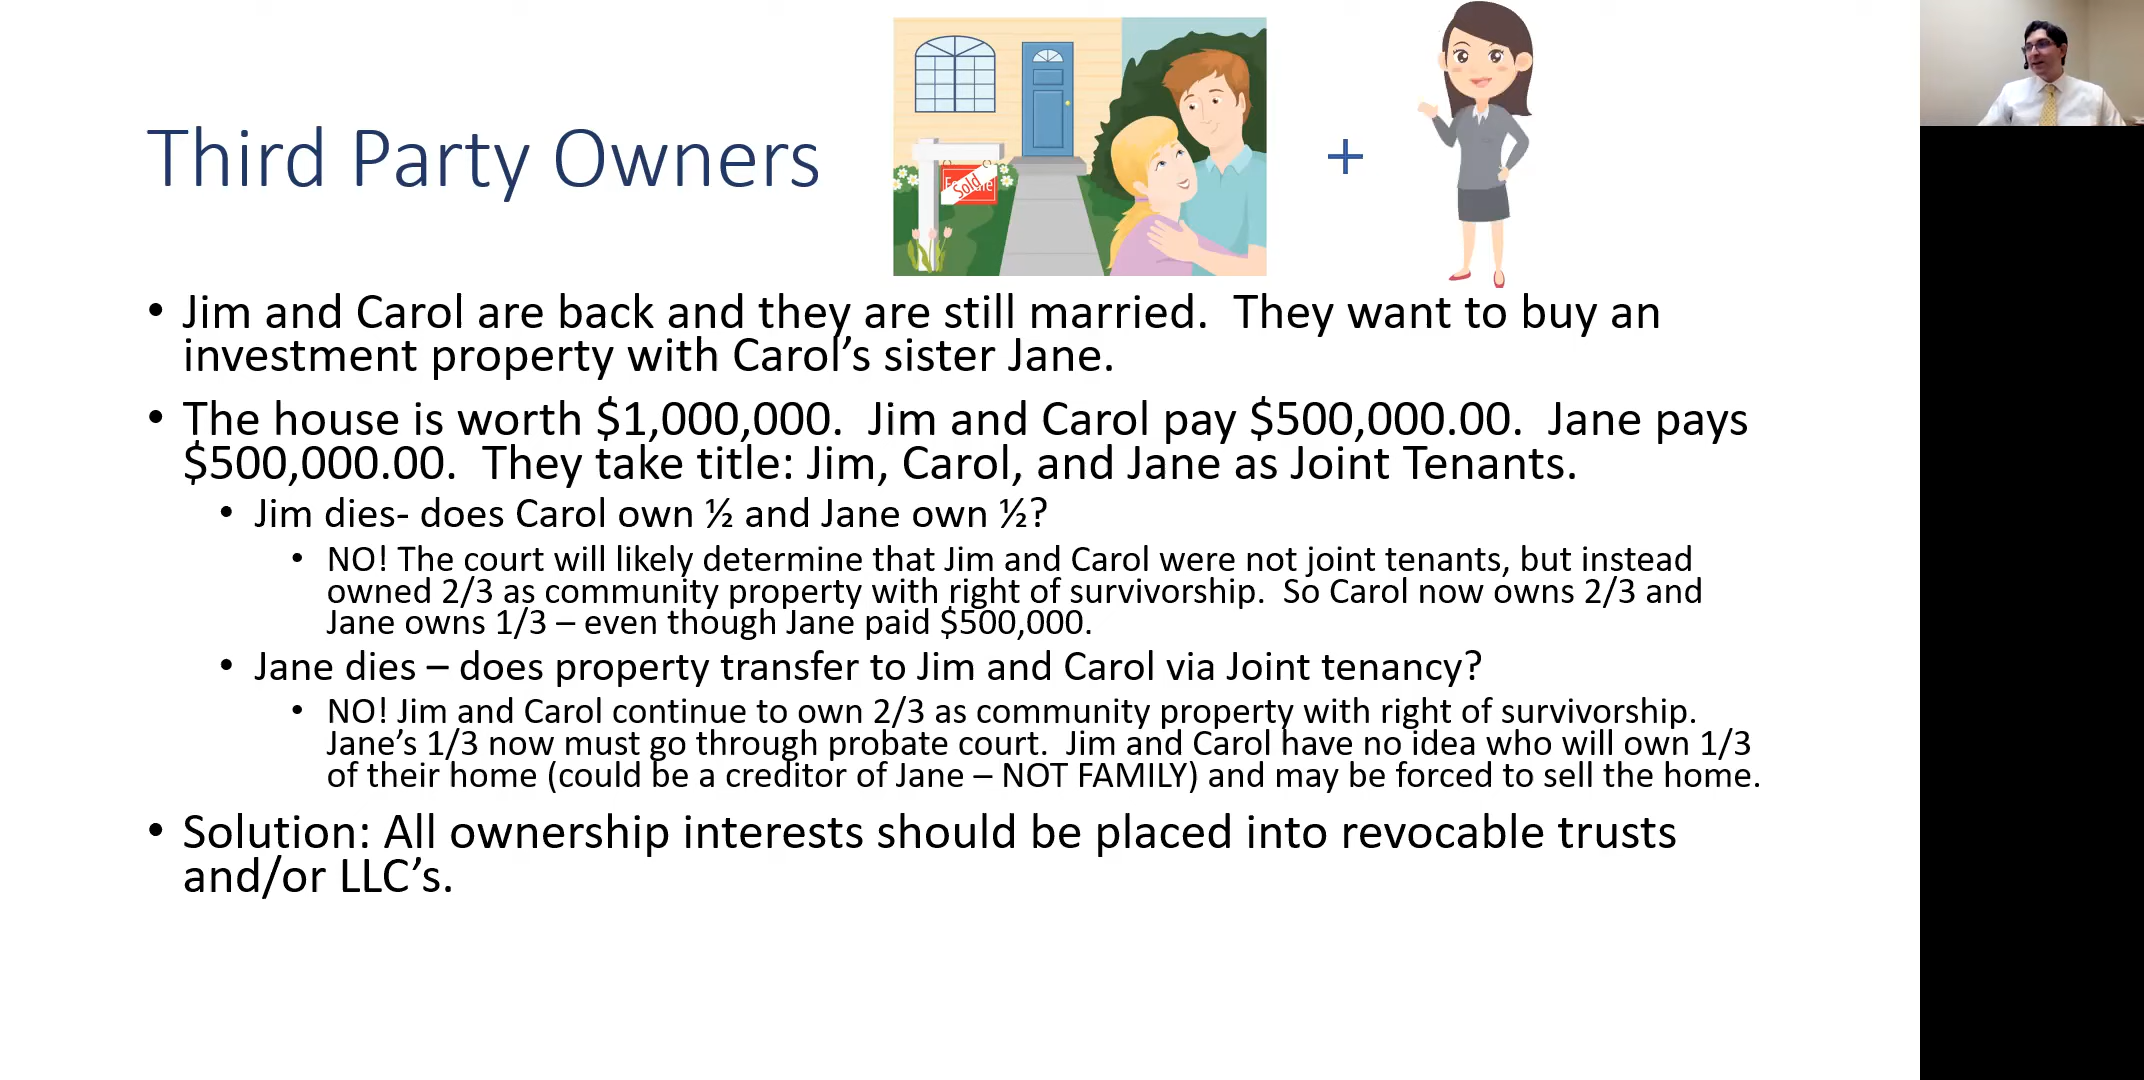 Third Party Owners
For Sale
Sold
+
• Jim and Carol are back and they are still married.  They want to buy an
investment property with Carol’s sister Jane.
• The house is worth $1,000,000.  Jim and Carol pay $500,000.00.  Jane pays
$500,000.00.  They take title: Jim, Carol, and Jane as Joint Tenants.
• Jim dies- does Carol own ½ and Jane own ½?
• NO! The court will likely determine that Jim and Carol were not joint tenants, but instead
owned 2/3 as community property with right of survivorship.  So Carol now owns 2/3 and
Jane owns 1/3 – even though Jane paid $500,000.
• Jane dies – does property transfer to Jim and Carol via Joint tenancy?
• NO! Jim and Carol continue to own 2/3 as community property with right of survivorship.
Jane’s 1/3 now must go through probate court.  Jim and Carol have no idea who will own 1/3
of their home (could be a creditor of Jane – NOT FAMILY) and may be forced to sell the home.
• Solution: All ownership interests should be placed into revocable trusts
and/or LLC’s.